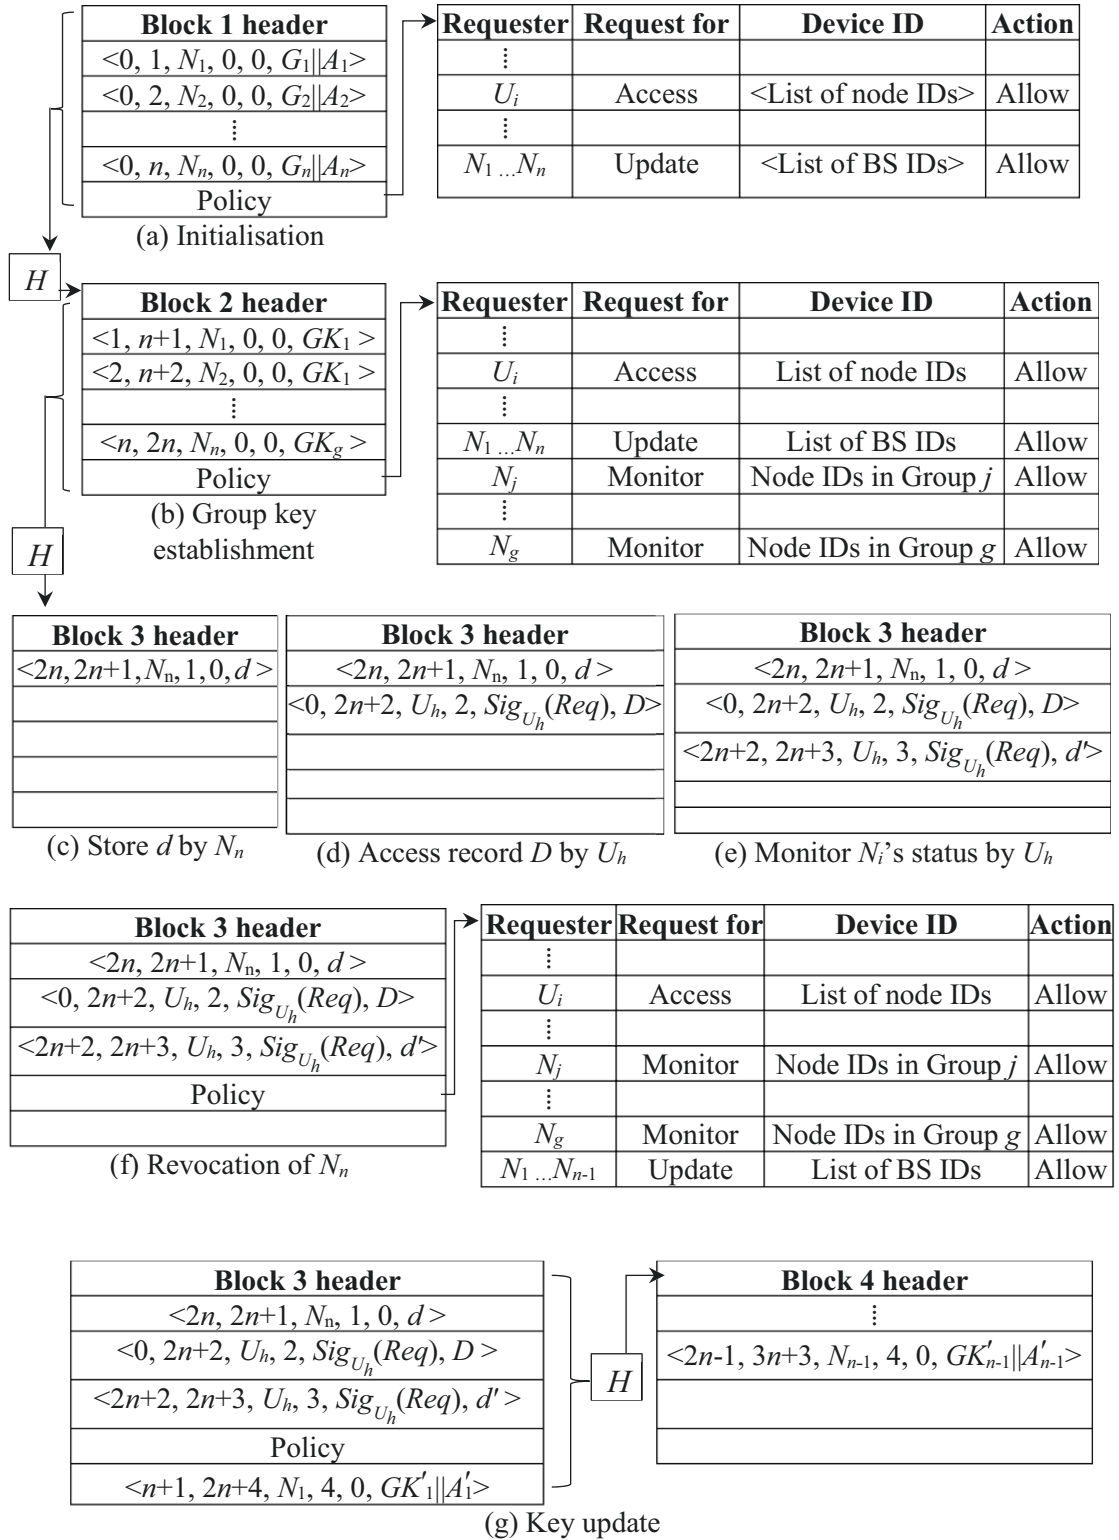 Block 1 header
<0, 1, N₁, 0, 0, G₁||A₁>
<0, 2, N₂, 0, 0, G₂||A₂>
⋮
<0, n, Nₙ, 0, 0, Gₙ||Aₙ>
Policy
Requester Request for Device ID Action
⋮
Uᵢ Access <List of node IDs> Allow
⋮
N₁ ...Nₙ Update <List of BS IDs> Allow
(a) Initialisation
H
Block 2 header
<1, n+1, N₁, 0, 0, GK₁ >
<2, n+2, N₂, 0, 0, GK₁ >
⋮
<n, 2n, Nₙ, 0, 0, GK_g >
Policy
Requester Request for Device ID Action
⋮
Uᵢ Access List of node IDs Allow
⋮
N₁ ...Nₙ Update List of BS IDs Allow
Nⱼ Monitor Node IDs in Group j Allow
⋮
N_g Monitor Node IDs in Group g Allow
(b) Group key
establishment
H
Block 3 header
<2n, 2n+1, Nₙ, 1, 0, d >
(c) Store d by Nₙ
Block 3 header
<2n, 2n+1, Nₙ, 1, 0, d >
<0, 2n+2, Uₕ, 2, Sig_Uₕ(Req), D>
(d) Access record D by Uₕ
Block 3 header
<2n, 2n+1, Nₙ, 1, 0, d >
<0, 2n+2, Uₕ, 2, Sig_Uₕ(Req), D>
<2n+2, 2n+3, Uₕ, 3, Sig_Uₕ(Req), d'>
(e) Monitor Nᵢ's status by Uₕ
Block 3 header
<2n, 2n+1, Nₙ, 1, 0, d >
<0, 2n+2, Uₕ, 2, Sig_Uₕ(Req), D>
<2n+2, 2n+3, Uₕ, 3, Sig_Uₕ(Req), d'>
Policy
(f) Revocation of Nₙ
Requester Request for Device ID Action
⋮
Uᵢ Access List of node IDs Allow
⋮
Nⱼ Monitor Node IDs in Group j Allow
⋮
N_g Monitor Node IDs in Group g Allow
N₁ ...Nₙ₋₁ Update List of BS IDs Allow
Block 3 header
<2n, 2n+1, Nₙ, 1, 0, d >
<0, 2n+2, Uₕ, 2, Sig_Uₕ(Req), D >
<2n+2, 2n+3, Uₕ, 3, Sig_Uₕ(Req), d' >
Policy
<n+1, 2n+4, N₁, 4, 0, GK'₁||A'₁>
H
Block 4 header
⋮
<2n-1, 3n+3, Nₙ₋₁, 4, 0, GK'ₙ₋₁||A'ₙ₋₁>
(g) Key update